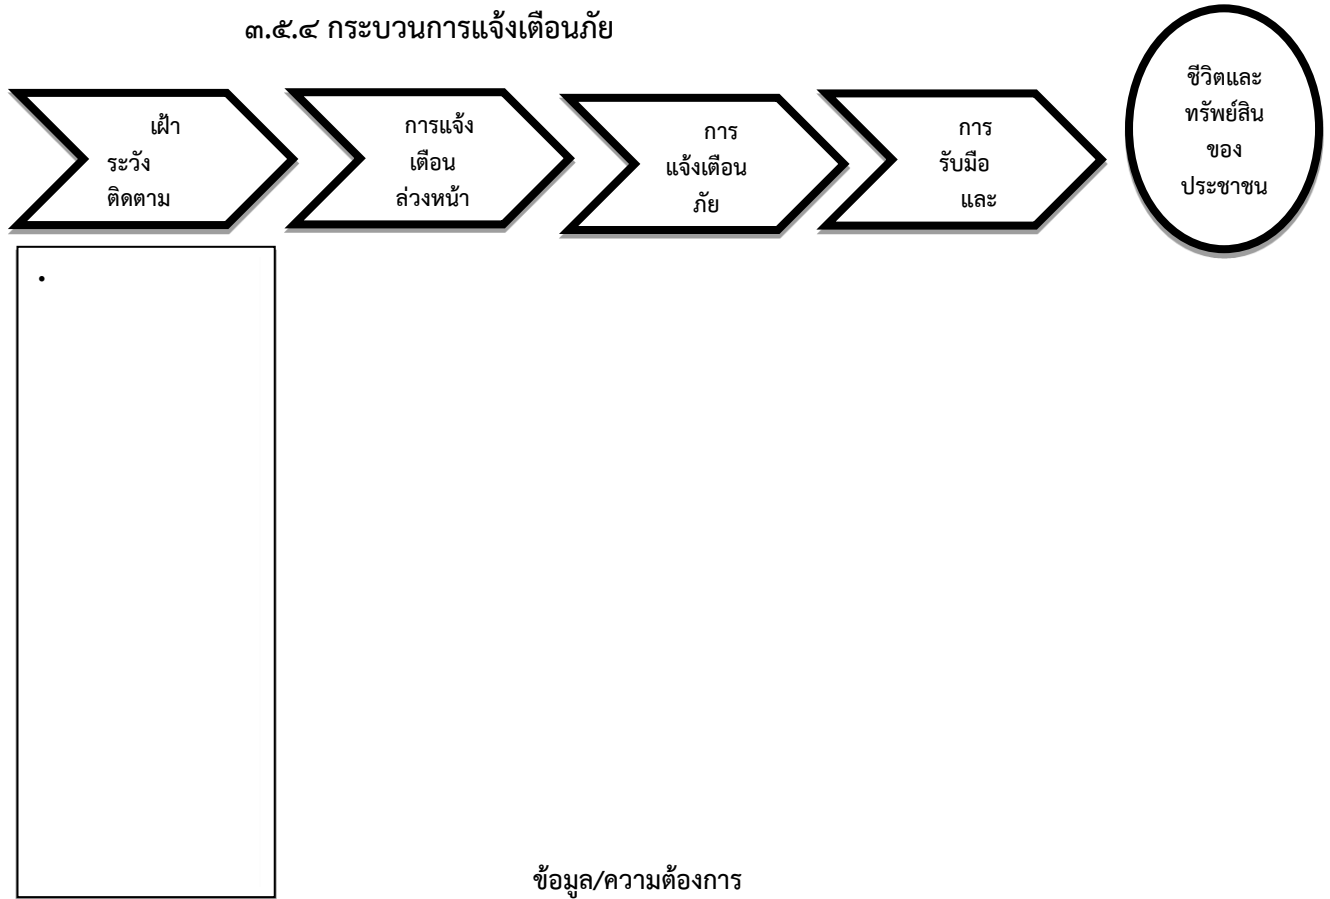 ๓.๕.๔ กระบวนการแจ้งเตือนภัย
เฝ้า
ระวัง
ติดตาม
การแจ้ง
เตือน
ล่วงหน้า
การ
แจ้งเตือน
ภัย
การ
รับมือ
และ
ชีวิตและ
ทรัพย์สิน
ของ
ประชาชน
•
ข้อมูล/ความต้องการ